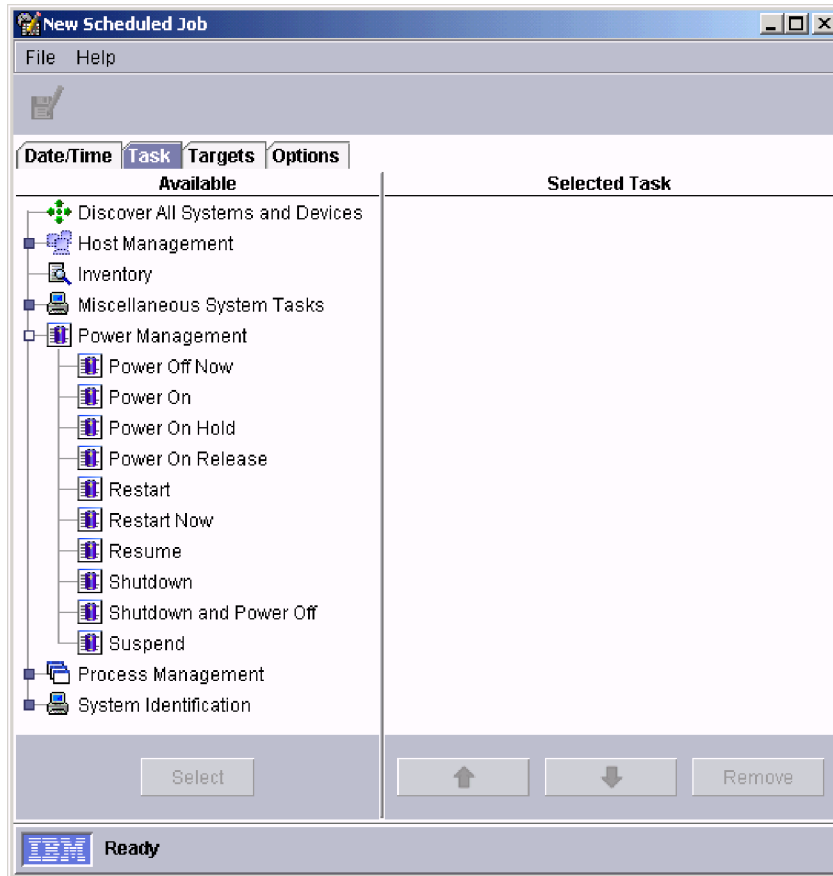 New Scheduled Job
File Help
Date/Time Task Targets Options
Available Selected Task
Discover All Systems and Devices
Host Management
Inventory
Miscellaneous System Tasks
Power Management
Power Off Now
Power On
Power On Hold
Power On Release
Restart
Restart Now
Resume
Shutdown
Shutdown and Power Off
Suspend
Process Management
System Identification
Select Remove
IBM Ready